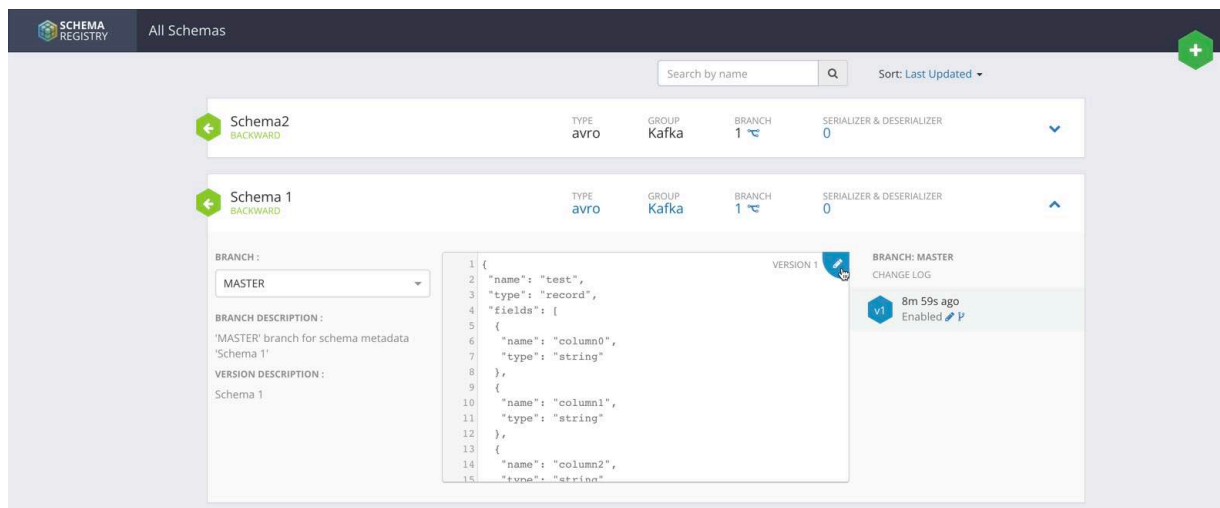 SCHEMA
REGISTRY
All Schemas
Search by name
Sort: Last Updated
Schema2
BACKWARD
TYPE
avro
GROUP
Kafka
BRANCH
1
SERIALIZER & DESERIALIZER
0
Schema 1
BACKWARD
TYPE
avro
GROUP
Kafka
BRANCH
1
SERIALIZER & DESERIALIZER
0
BRANCH :
MASTER
BRANCH DESCRIPTION :
'MASTER' branch for schema metadata
'Schema 1'
VERSION DESCRIPTION :
Schema 1
VERSION 1
1 {
2 "name": "test",
3 "type": "record",
4 "fields": [
5 {
6 "name": "column0",
7 "type": "string"
8 },
9 {
10 "name": "column1",
11 "type": "string"
12 },
13 {
14 "name": "column2",
15 "type": "string"
BRANCH: MASTER
CHANGE LOG
v1
8m 59s ago
Enabled